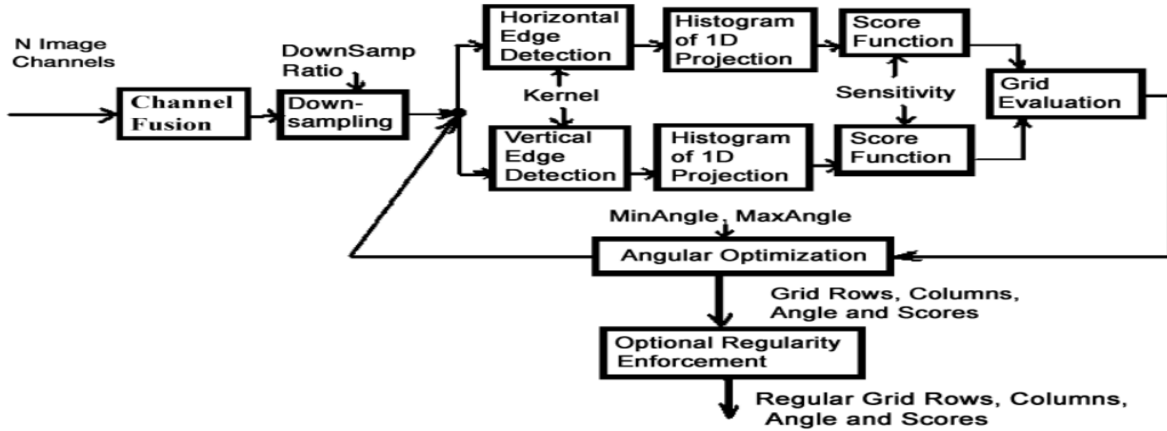 N Image
Channels
Channel
Fusion
DownSamp
Ratio
Down-
sampling
Horizontal
Edge
Detection
Histogram
of 1D
Projection
Score
Function
Kernel
Sensitivity
Grid
Evaluation
Vertical
Edge
Detection
Histogram
of 1D
Projection
Score
Function
MinAngle, MaxAngle
Angular Optimization
Grid Rows, Columns,
Angle and Scores
Optional Regularity
Enforcement
Regular Grid Rows, Columns,
Angle and Scores